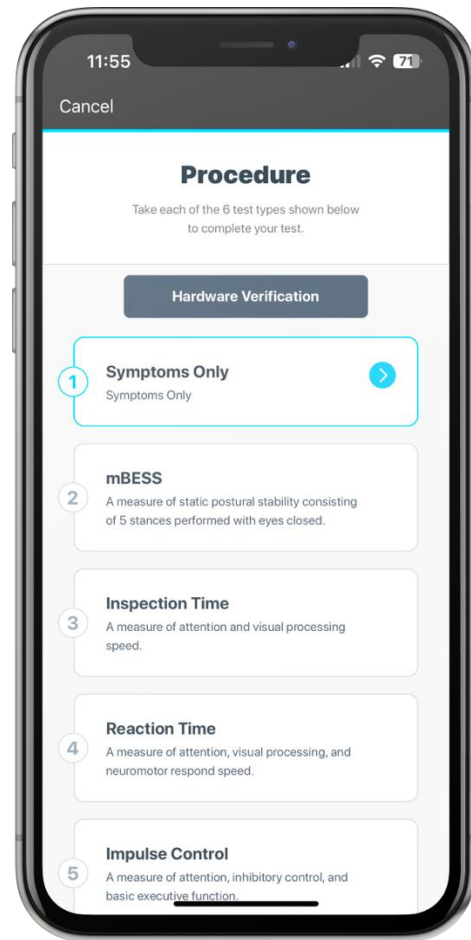 11:55
71
Cancel
Procedure
Take each of the 6 test types shown below
to complete your test.
Hardware Verification
1
Symptoms Only
Symptoms Only
2
mBESS
A measure of static postural stability consisting
of 5 stances performed with eyes closed.
3
Inspection Time
A measure of attention and visual processing
speed.
4
Reaction Time
A measure of attention, visual processing, and
neuromotor respond speed.
5
Impulse Control
A measure of attention, inhibitory control, and
basic executive function.